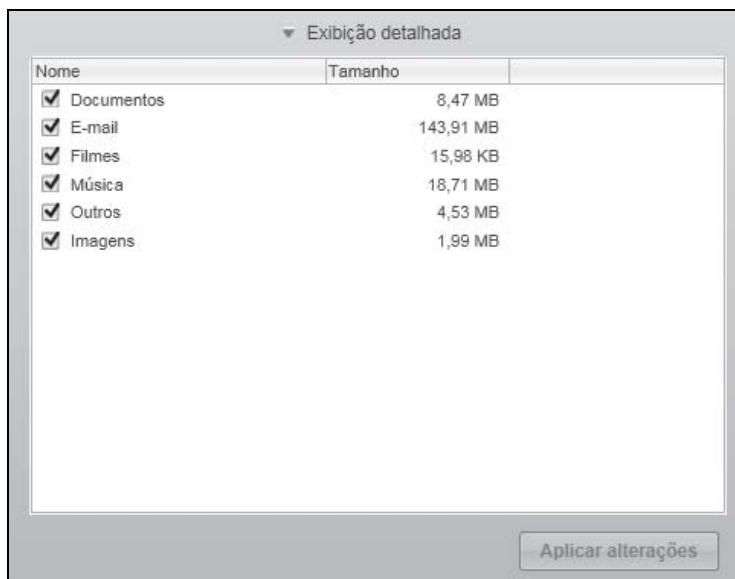 Exibição detalhada
Nome Tamanho
Documentos 8,47 MB
E-mail 143,91 MB
Filmes 15,98 KB
Música 18,71 MB
Outros 4,53 MB
Imagens 1,99 MB
Aplicar alterações